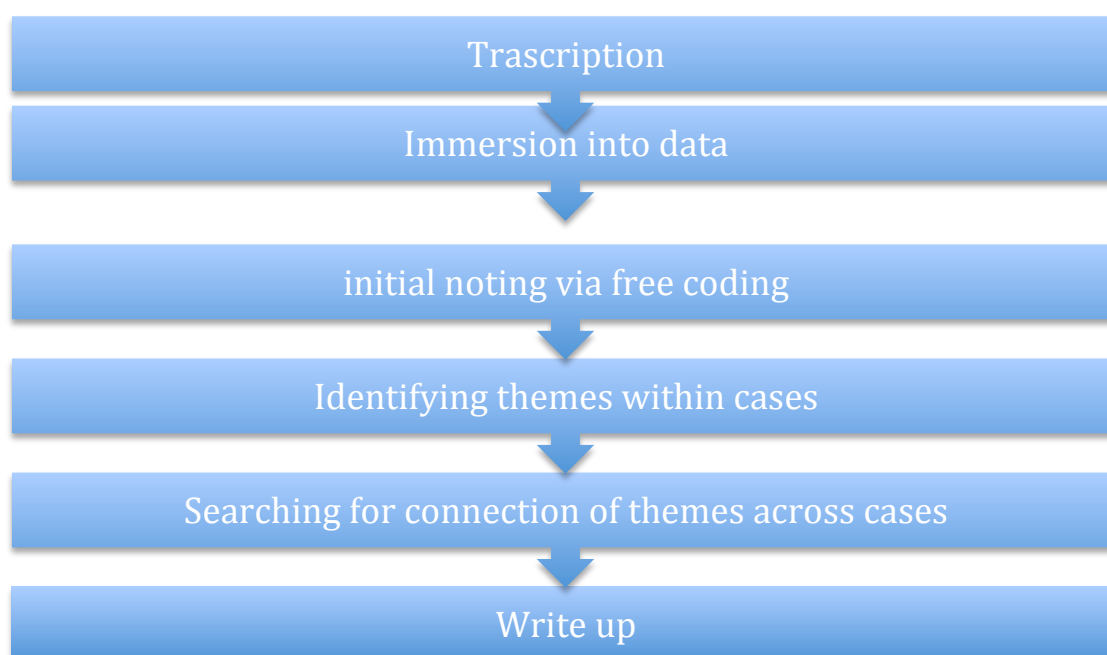 Trascription
Immersion into data
initial noting via free coding
Identifying themes within cases
Searching for connection of themes across cases
Write up